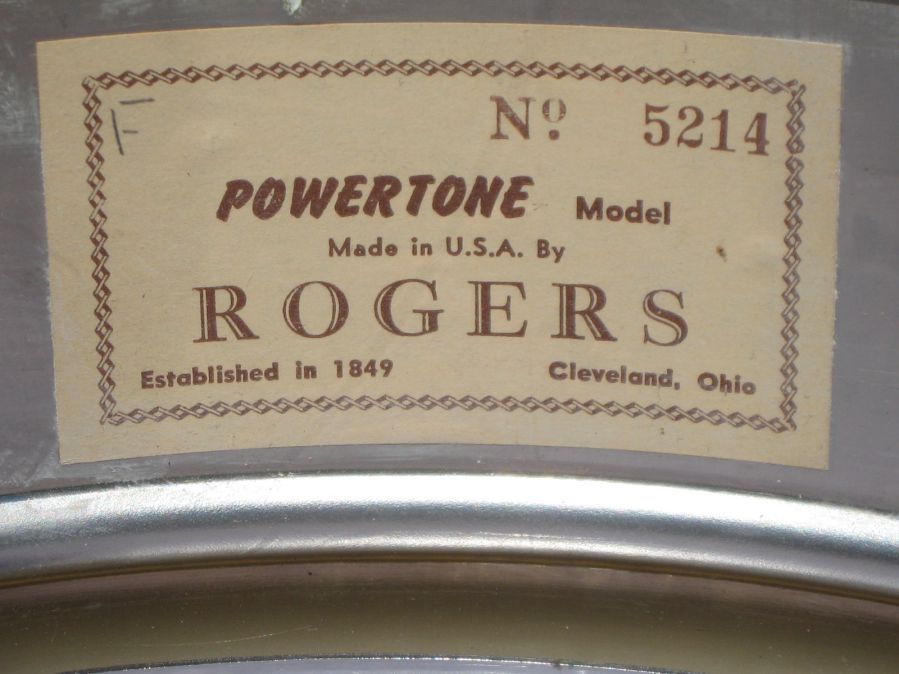 F
Nº 5214
POWERTONE Model
Made in U.S.A. By
ROGERS
Established in 1849 Cleveland, Ohio